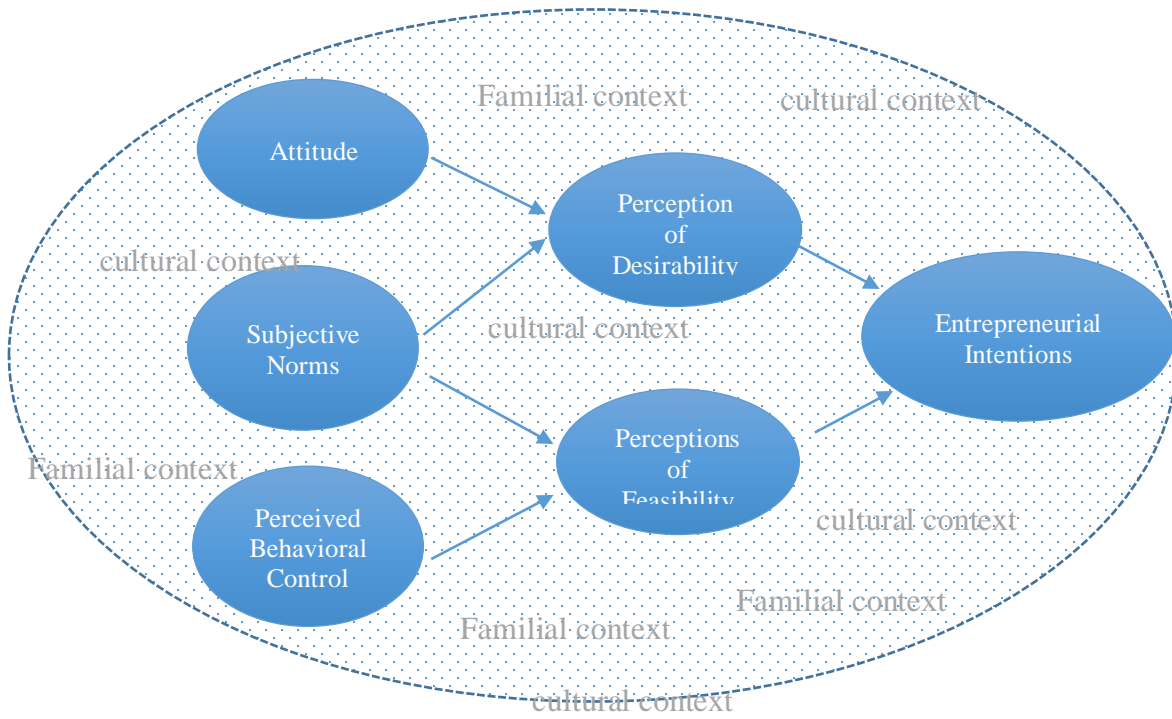 Familial context
cultural context
Attitude
Perception
of
Desirability
cultural context
Subjective
Norms
cultural context
Entrepreneurial
Intentions
Perceptions
of
Feasibility
Familial context
Perceived
Behavioral
Control
cultural context
Familial context
Familial context
cultural context